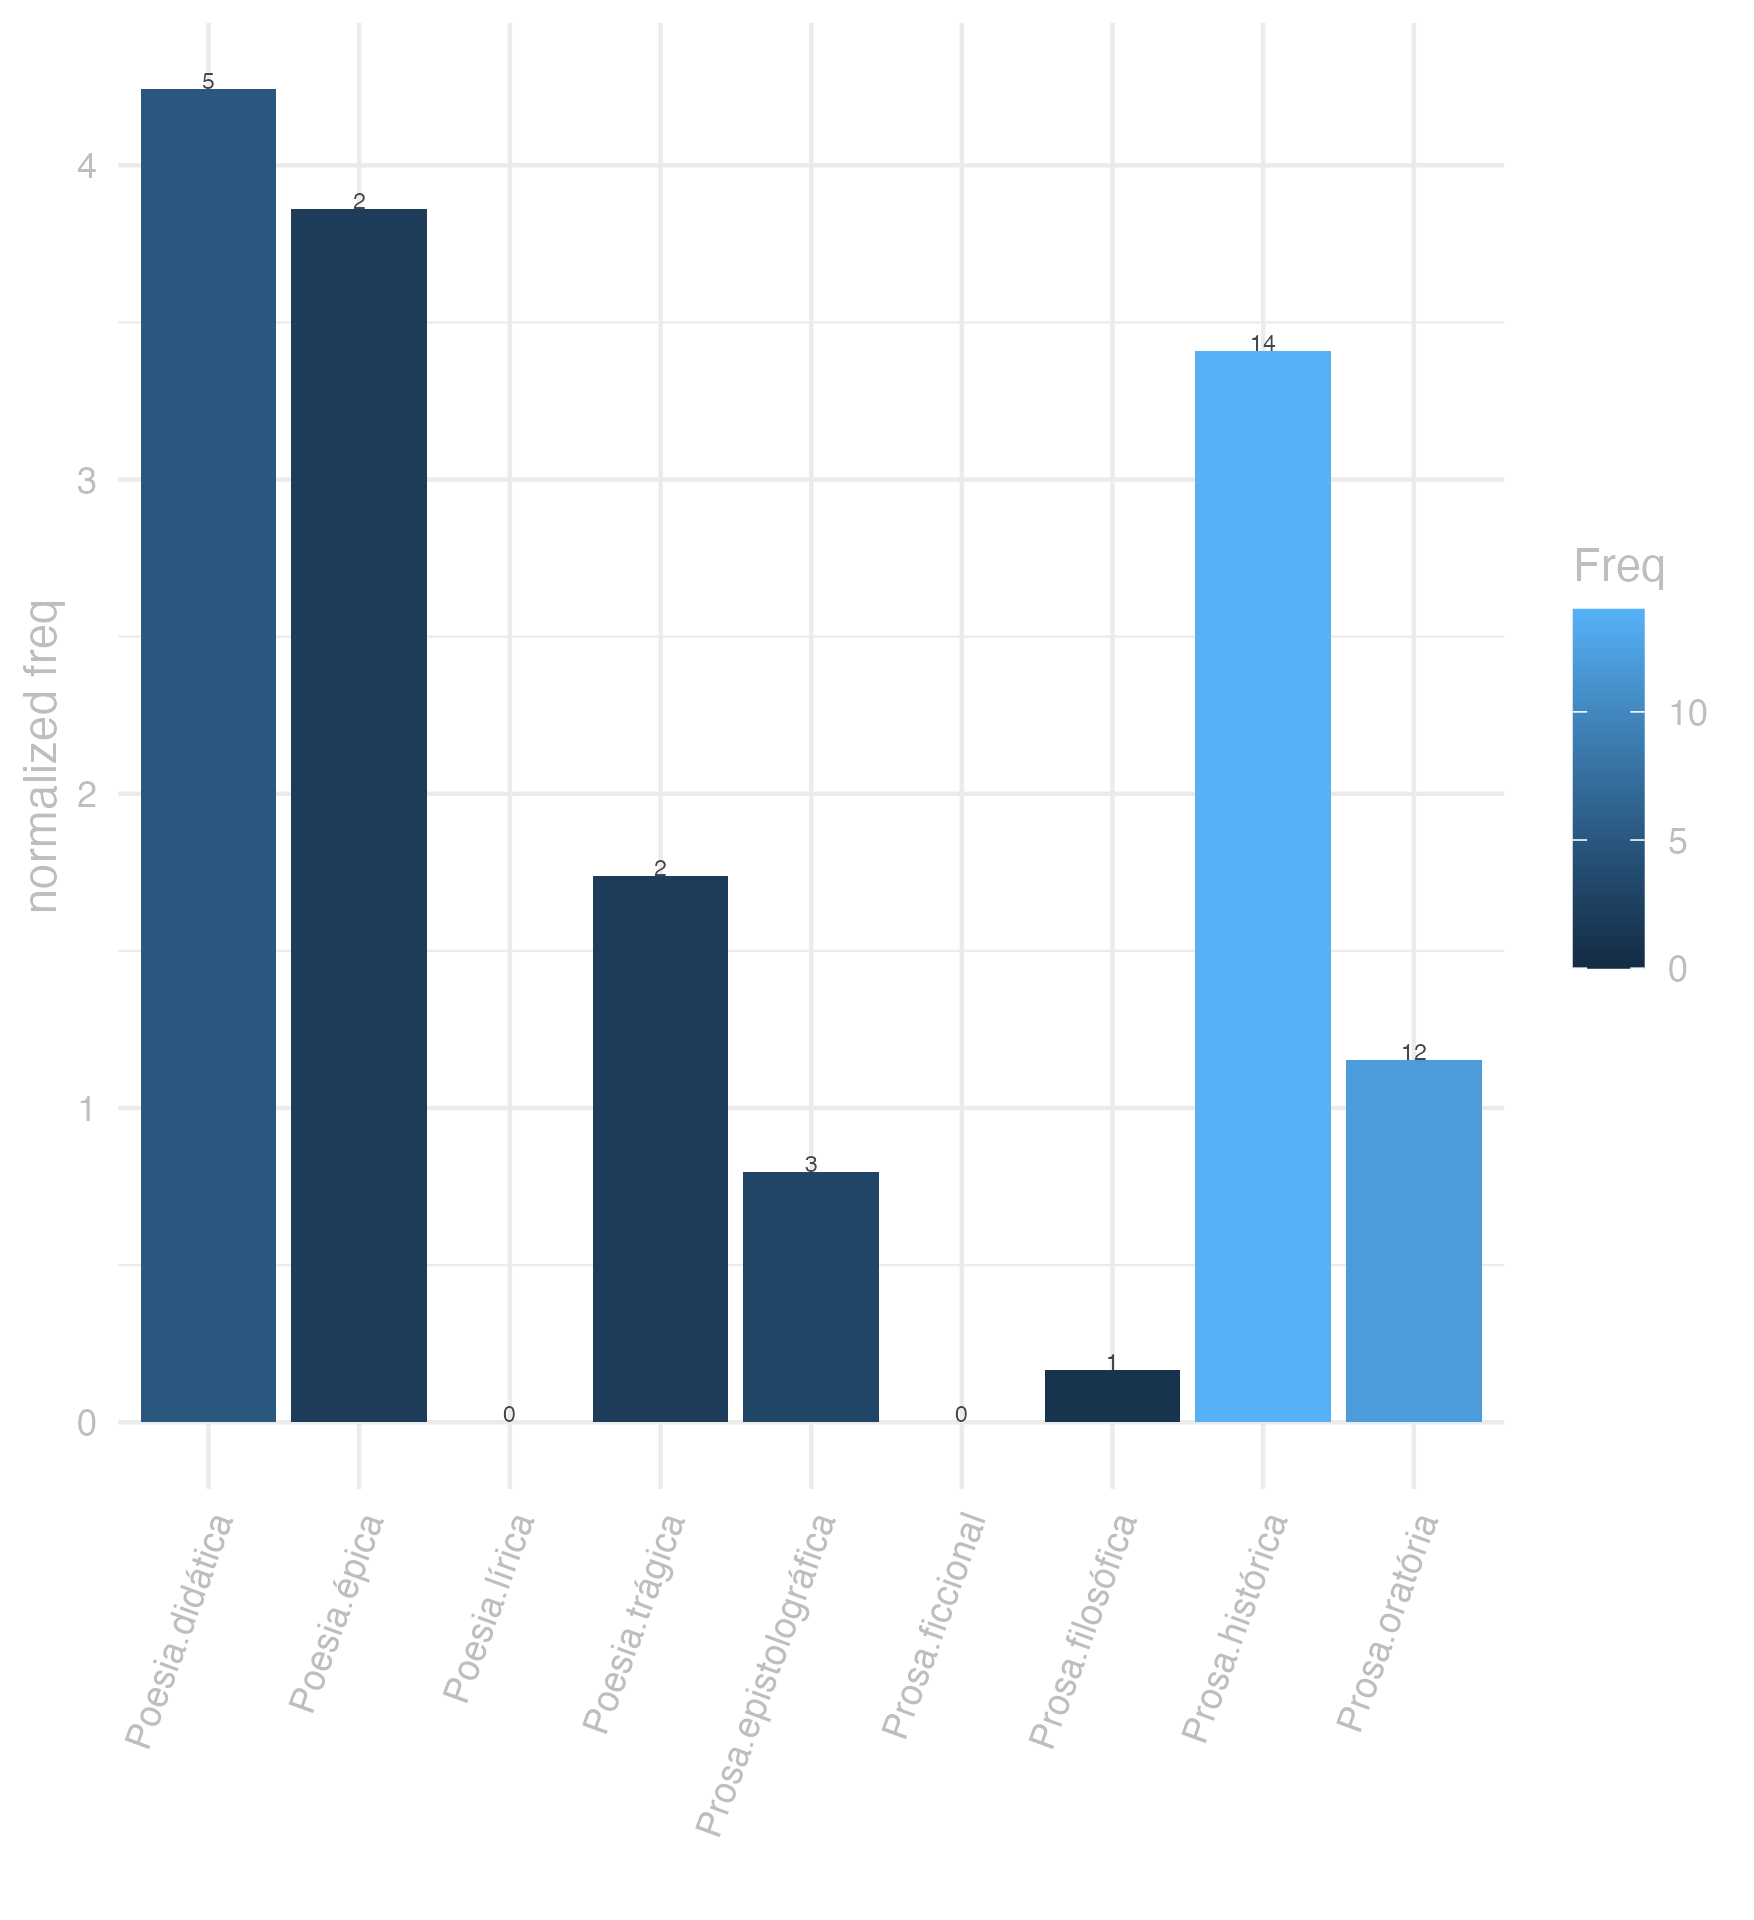 normalized freq
4
3
2
1
0
5
2
0
2
3
0
1
14
12
Poesia.didática
Poesia.épica
Poesia.lírica
Poesia.trágica
Prosa.epistolográfica
Prosa.ficcional
Prosa.filosófica
Prosa.histórica
Prosa.oratória
Freq
10
5
0